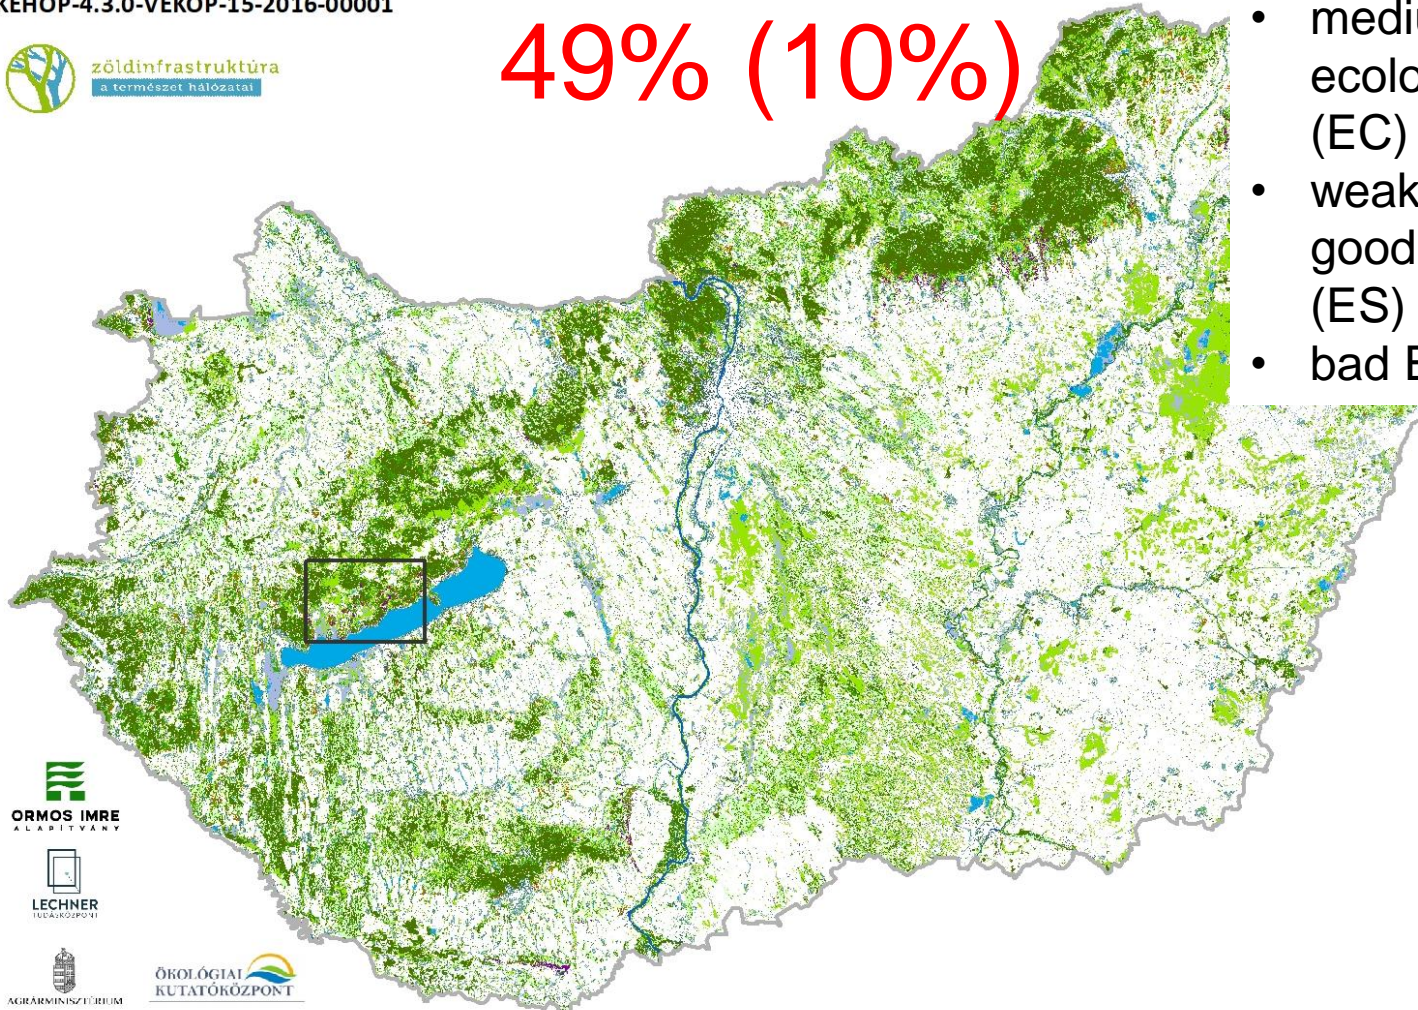 KEHOP-4.3.0-VEKOP-15-2016-00001
49% (10%)
zöldinfrastruktúra
a természet hálózatai
•
ecolo
(EC)
• weak
good
(ES)
• bad E
ORMOS IMRE
ALAPÍTVÁNY
LECHNER
TUDÁSKÖZPONT
AGRÁRMINISZTÉRIUM
ÖKOLÓGIAI
KUTATÓKÖZPONT